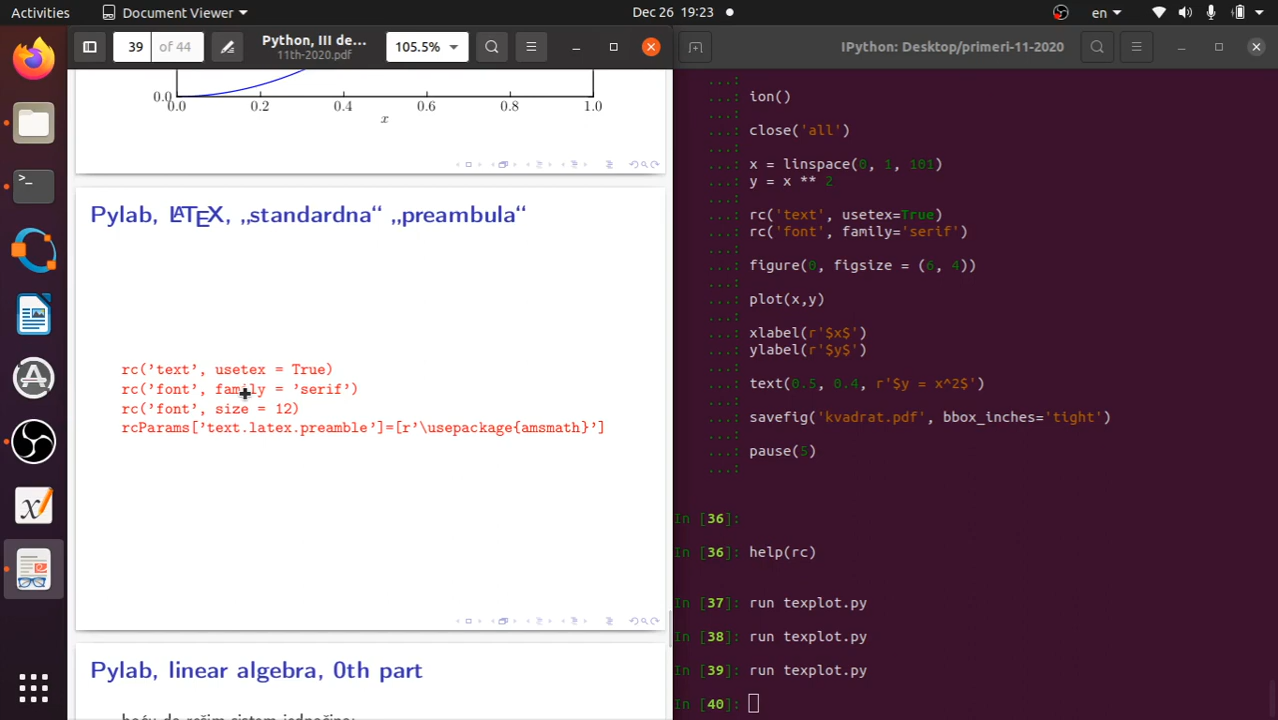 Activities
Document Viewer
Dec 26 19:23
en
39 of 44
Python, III de...
11th-2020.pdf
105.5%
0.0
0.0 0.2 0.4 0.6 0.8 1.0
x
Pylab, LATEX, „standardna“ „preambula“
rc('text', usetex = True)
rc('font', family = 'serif')
rc('font', size = 12)
rcParams['text.latex.preamble']=[r'\usepackage{amsmath}']
Pylab, linear algebra, 0th part
hoću da rešim sistem jednačina:
IPython: Desktop/primeri-11-2020
...:
...: ion()
...:
...: close('all')
...:
...: x = linspace(0, 1, 101)
...: y = x ** 2
...:
...: rc('text', usetex=True)
...: rc('font', family='serif')
...:
...: figure(0, figsize = (6, 4))
...:
...: plot(x,y)
...:
...: xlabel(r'$x$')
...: ylabel(r'$y$')
...:
...: text(0.5, 0.4, r'$y = x^2$')
...:
...: savefig('kvadrat.pdf', bbox_inches='tight')
...:
...: pause(5)
...:
In [36]:
In [36]: help(rc)
In [37]: run texplot.py
In [38]: run texplot.py
In [39]: run texplot.py
In [40]: